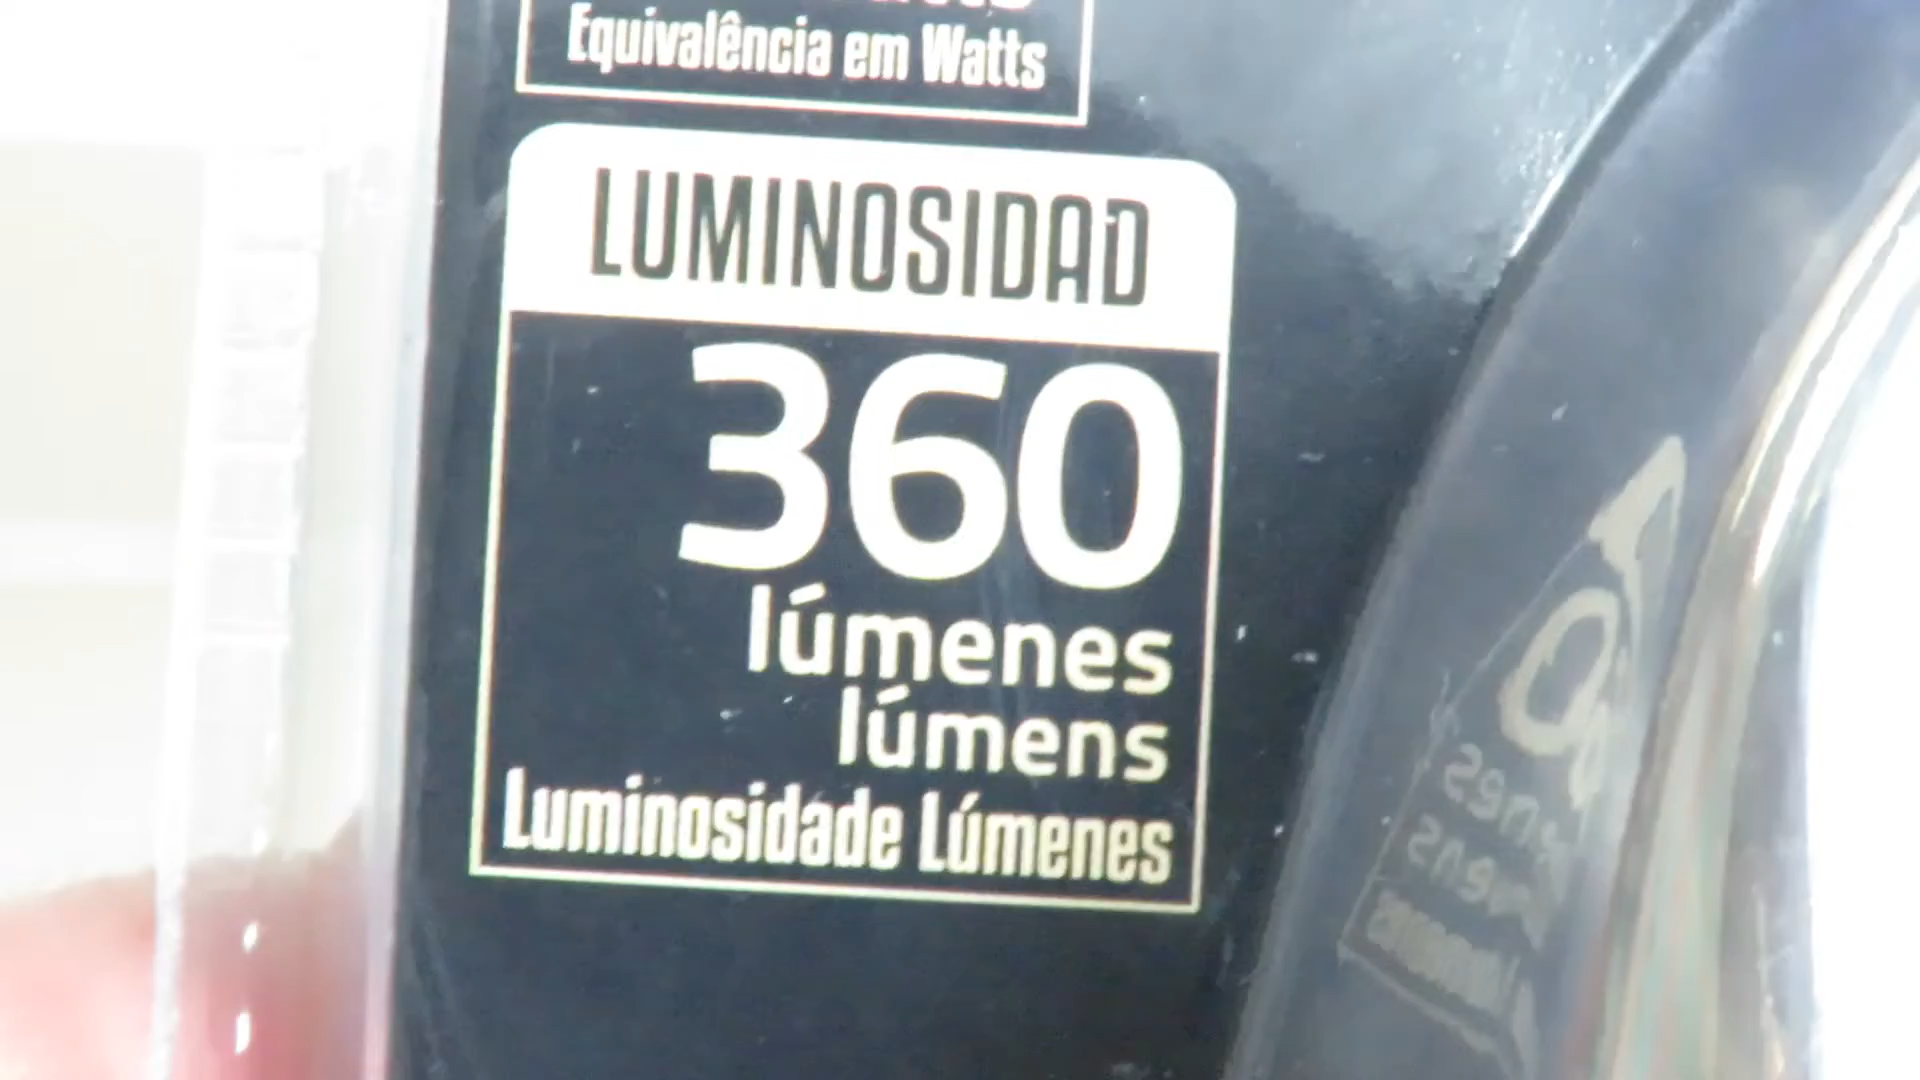 Equivalência em Watts
LUMINOSIDAD
360
lúmenes
lúmens
Luminosidade Lúmenes